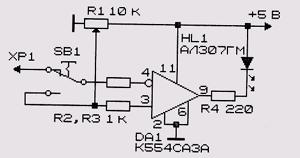 R1 10 К
+5 В
HL1
АЛ307ГМ
XP1
SB1
11
4
9
3
R4 220
R2, R3 1 К
2
6
DA1
К554СА3А